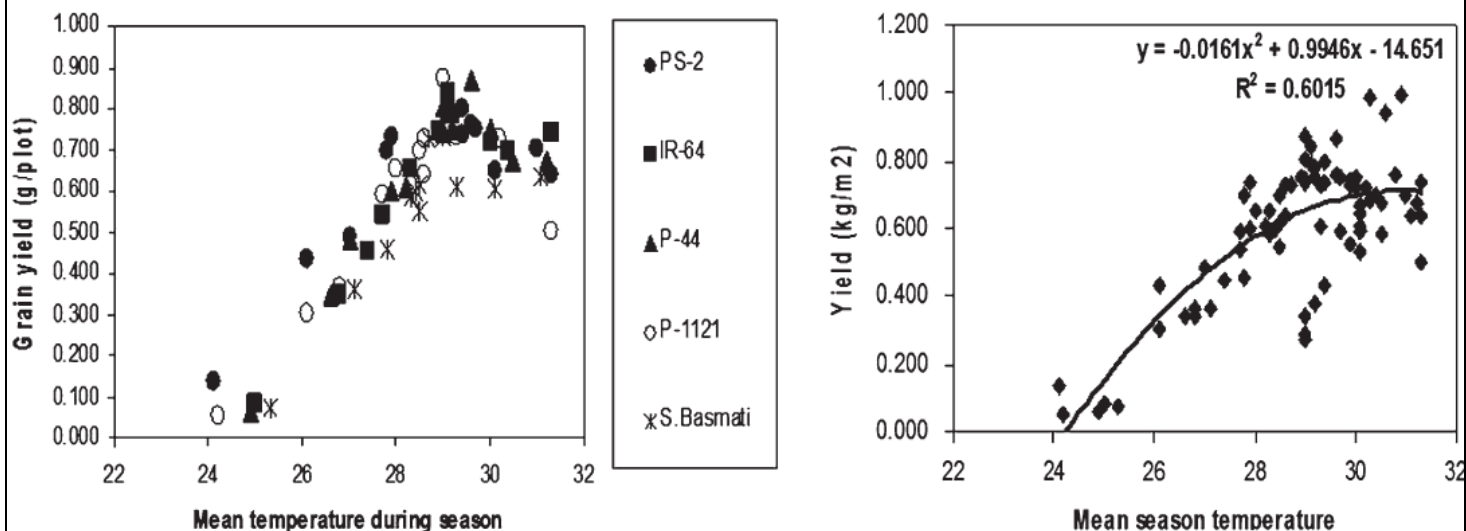 1.000
0.900
0.800
0.700
0.600
0.500
0.400
0.300
0.200
0.100
0.000
22 24 26 28 30 32
Grain yield (g/plot)
Mean temperature during season
PS-2
IR-64
P-44
P-1121
S.Basmati
1.200
1.000
0.800
0.600
0.400
0.200
0.000
22 24 26 28 30 32
Yield (kg/m2)
Mean season temperature
y = -0.0161x² + 0.9946x - 14.651
R² = 0.6015